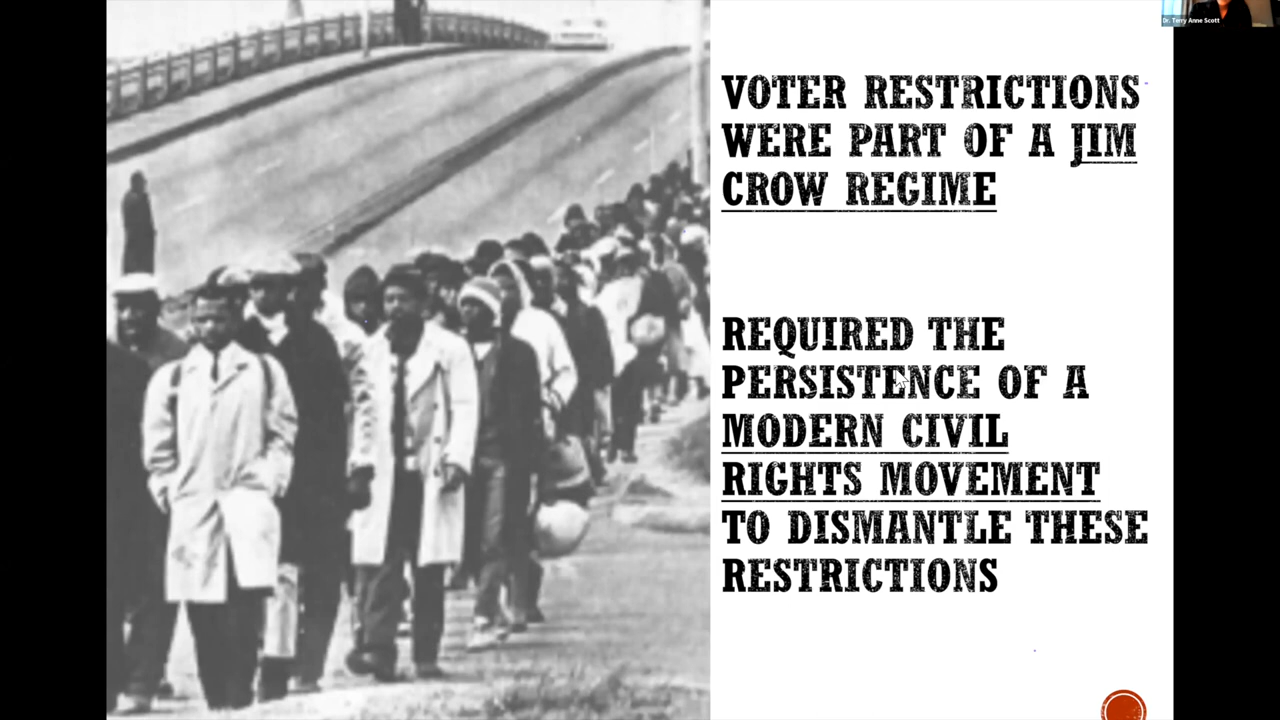 Dr. Terry Anne Scott
VOTER RESTRICTIONS
WERE PART OF A JIM
CROW REGIME
REQUIRED THE
PERSISTENCE OF A
MODERN CIVIL
RIGHTS MOVEMENT
TO DISMANTLE THESE
RESTRICTIONS